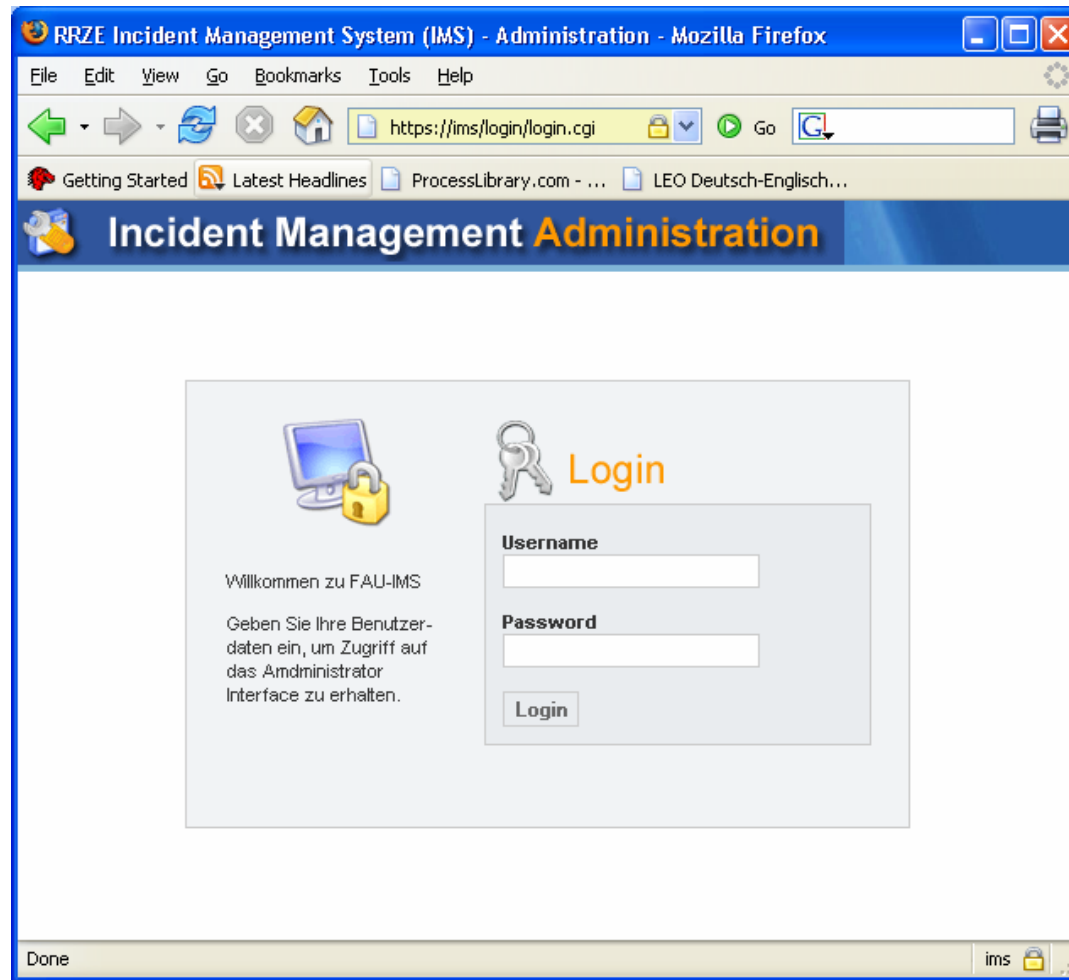 RRZE Incident Management System (IMS) - Administration - Mozilla Firefox
File Edit View Go Bookmarks Tools Help
https://ims/login/login.cgi Go G
Getting Started Latest Headlines ProcessLibrary.com - ... LEO Deutsch-Englisch...
Incident Management Administration
Login
Willkommen zu FAU-IMS
Geben Sie Ihre Benutzer-
daten ein, um Zugriff auf
das Amdministrator
Interface zu erhalten.
Username
Password
Login
Done ims